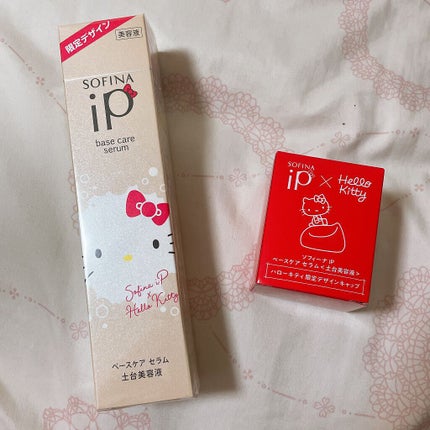 限定デザイン
美容液
SOFINA
iP
base care
serum
Sofina iP
×
Hello Kitty
ベースケア セラム
土台美容液
SOFINA
iP × Hello Kitty
ソフィーナ iP
ベースケア セラム<土台美容液>
ハローキティ限定デザインキャップ